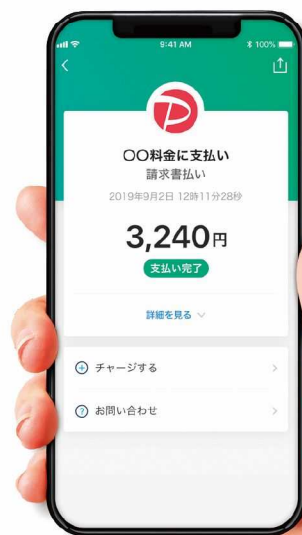 9:41 AM
100%
〇〇料金に支払い
請求書払い
2019年9月2日 12時11分28秒
3,240円
支払い完了
詳細を見る
チャージする
お問い合わせ